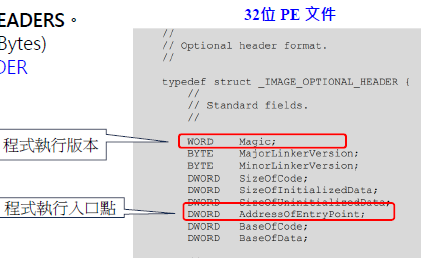 EADERS。
Bytes)
DER
程式執行版本
程式執行入口點
32位 PE 文件
//
// Optional header format.
//
typedef struct _IMAGE_OPTIONAL_HEADER {
//
// Standard fields.
//
WORD Magic;
BYTE MajorLinkerVersion;
BYTE MinorLinkerVersion;
DWORD SizeOfCode;
DWORD SizeOfInitializedData;
DWORD SizeOfUninitializedData;
DWORD AddressOfEntryPoint;
DWORD BaseOfCode;
DWORD BaseOfData;